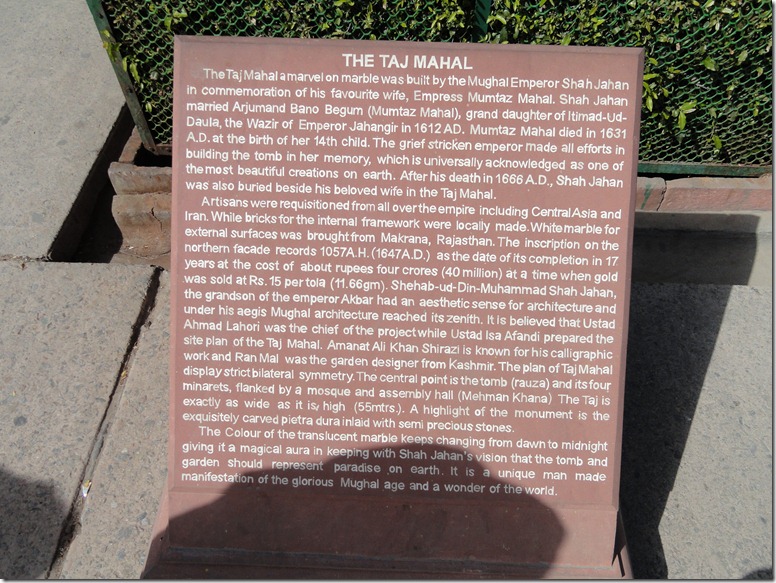 THE TAJ MAHAL
The Taj Mahal a marvel on marble was built by the Mughal Emperor Shah Jahan
in commemoration of his favourite wife, Empress Mumtaz Mahal. Shah Jahan
married Arjumand Bano Begum (Mumtaz Mahal), grand daughter of Itimad-Ud-
Daula, the Wazir of Emperor Jahangir in 1612 AD. Mumtaz Mahal died in 1631
A.D. at the birth of her 14th child. The grief stricken emperor made all efforts in
building the tomb in her memory, which is universally acknowledged as one of
the most beautiful creations on earth. After his death in 1666 A.D., Shah Jahan
was also buried beside his beloved wife in the Taj Mahal.
Artisans were requisitioned from all over the empire including Central Asia and
Iran. While bricks for the internal framework were locally made. White marble for
external surfaces was brought from Makrana, Rajasthan. The inscription on the
northern facade records 1057A.H. (1647A.D.) as the date of its completion in 17
years at the cost of about rupees four crores (40 million) at a time when gold
was sold at Rs. 15 per tola (11.66gm). Shehab-ud-Din-Muhammad Shah Jahan,
the grandson of the emperor Akbar had an aesthetic sense for architecture and
under his aegis Mughal architecture reached its zenith. It is believed that Ustad
Ahmad Lahori was the chief of the project while Ustad Isa Afandi prepared the
site plan of the Taj Mahal. Amanat Ali Khan Shirazi is known for his calligraphic
work and Ran Mal was the garden designer from Kashmir. The plan of Taj Mahal
display strict bilateral symmetry. The central point is the tomb (rauza) and its four
minarets, flanked by a mosque and assembly hall (Mehman Khana) The Taj is
exactly as wide as it is high (55mtrs.). A highlight of the monument is the
exquisitely carved pietra dura inlaid with semi precious stones.
The Colour of the translucent marble keeps changing from dawn to midnight
giving it a magical aura in keeping with Shah Jahan's vision that the tomb and
garden should represent paradise on earth. It is a unique man made
manifestation of the glorious Mughal age and a wonder of the world.